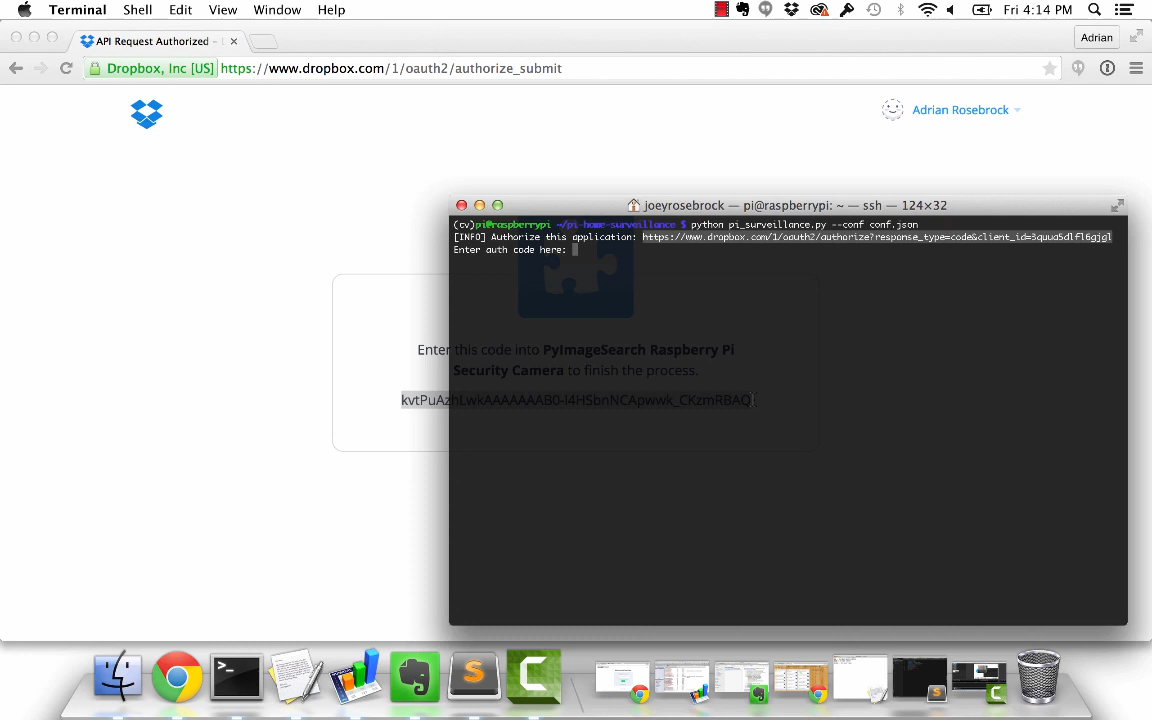 Terminal Shell Edit View Window Help Fri 4:14 PM
API Request Authorized - Adrian
Dropbox, Inc [US] https://www.dropbox.com/1/oauth2/authorize_submit
Adrian Rosebrock
joeyrosebrock — pi@raspberrypi: ~ — ssh — 124×32
(cv)pi@raspberrypi ~/pi-home-surveillance $ python pi_surveillance.py --conf conf.json
[INFO] Authorize this application: https://www.dropbox.com/1/oauth2/authorize?response_type=code&client_id=3quua5dlfl6gjgl
Enter auth code here:
Enter this code into PyImageSearch Raspberry Pi
Security Camera to finish the process.
kvtPuAzhLwkAAAAAAAB0-l4HSbnNCApwwk_CKzmRBAQ